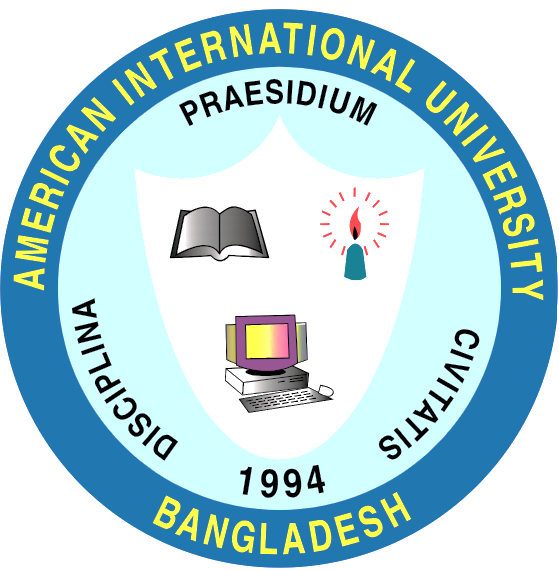 AMERICAN INTERNATIONAL UNIVERSITY
BANGLADESH
PRAESIDIUM
DISCIPLINA
CIVITATIS
1994